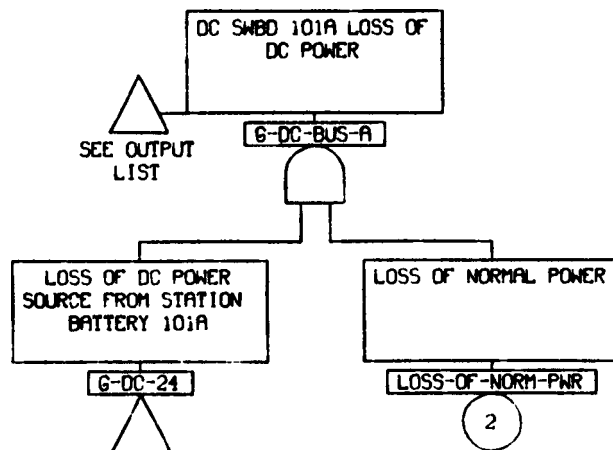 DC SWBD 101A LOSS OF
DC POWER
SEE OUTPUT
LIST
G-DC-BUS-A
LOSS OF DC POWER
SOURCE FROM STATION
BATTERY 101A
G-DC-24
LOSS OF NORMAL POWER
LOSS-OF-NORM-PWR
2